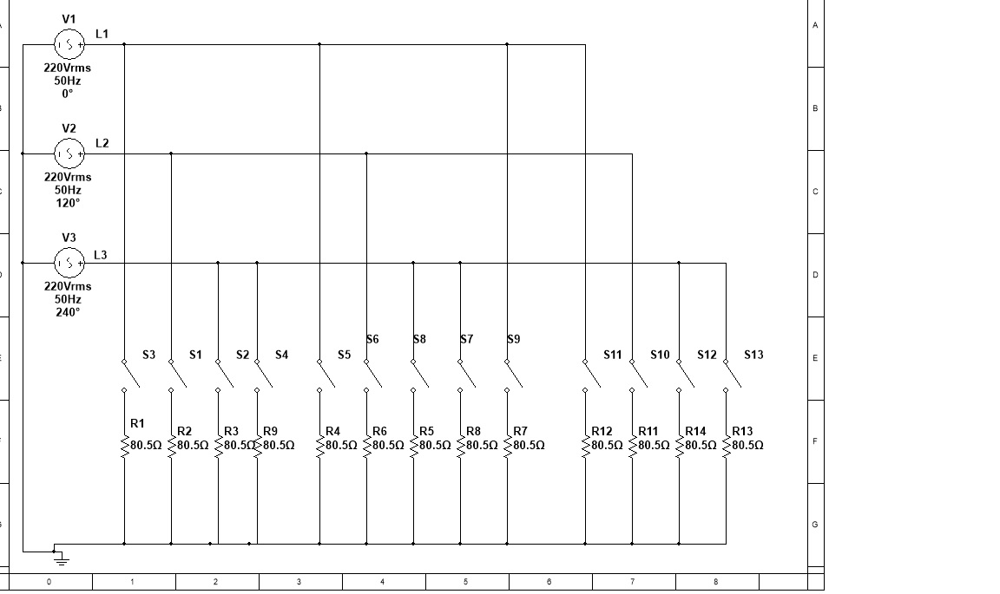 V1
A
L1
220Vrms
50Hz
0°
B
V2
L2
220Vrms
50Hz
120°
C
V3
L3
D
220Vrms
50Hz
240°
S6 S8 S7 S9
S3 S1 S2 S4 S5 S11 S10 S12 S13
E
R1
R2 R3 R9 R4 R6 R5 R8 R7 R12 R11 R14 R13
80.5Ω 80.5Ω 80.5Ω 80.5Ω 80.5Ω 80.5Ω 80.5Ω 80.5Ω 80.5Ω 80.5Ω 80.5Ω 80.5Ω 80.5Ω
F
G
0 1 2 3 4 5 6 7 8